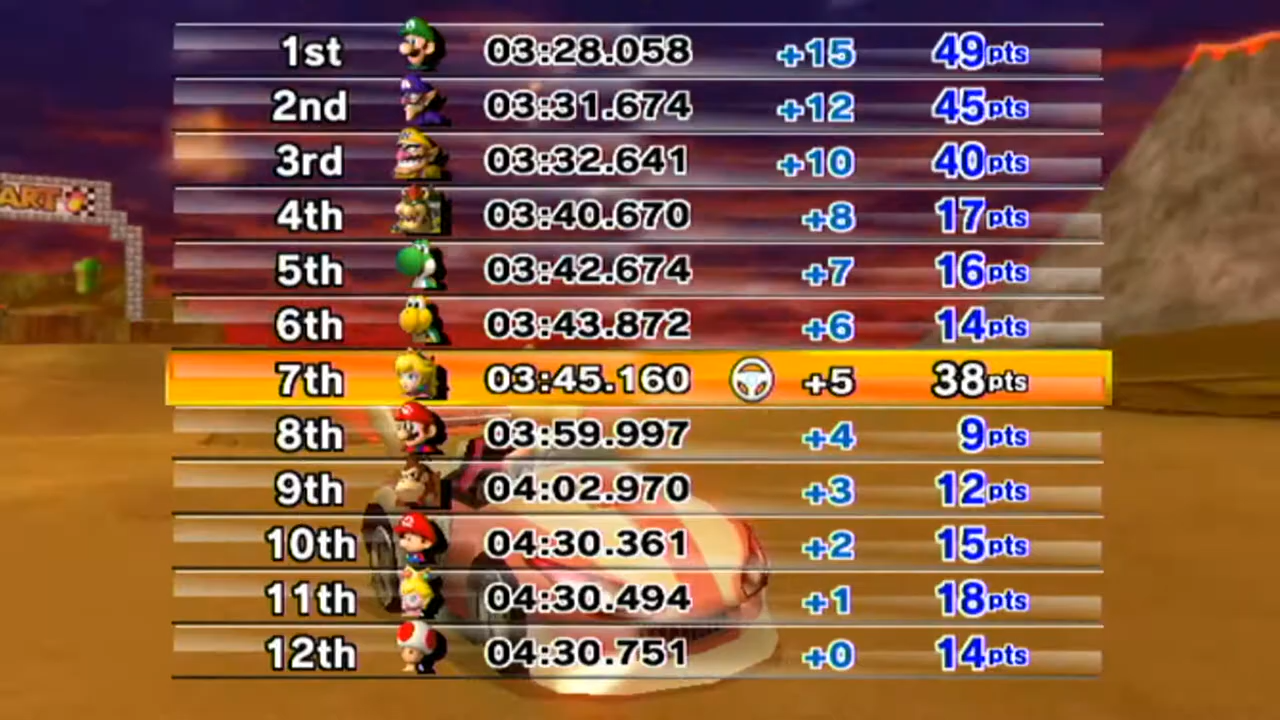 1st 03:28.058 +15 49pts
2nd 03:31.674 +12 45pts
3rd 03:32.641 +10 40pts
4th 03:40.670 +8 17pts
5th 03:42.674 +7 16pts
6th 03:43.872 +6 14pts
7th 03:45.160 +5 38pts
8th 03:59.997 +4 9pts
9th 04:02.970 +3 12pts
10th 04:30.361 +2 15pts
11th 04:30.494 +1 18pts
12th 04:30.751 +0 14pts
ART